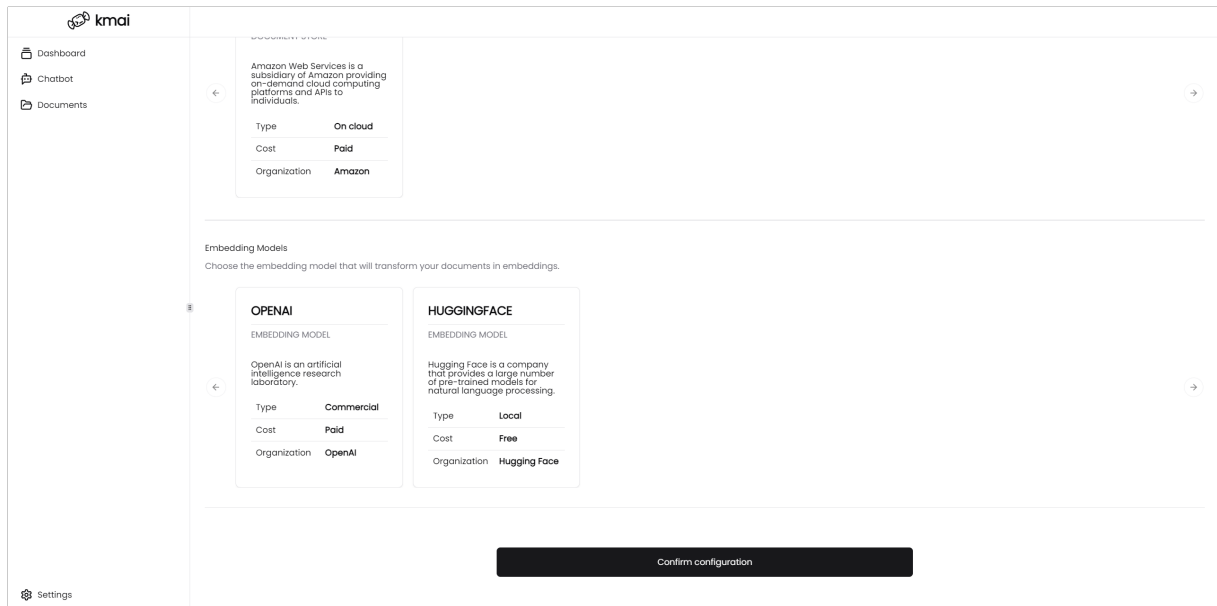 kmai
Dashboard
Chatbot
Documents
Settings
DOCUMENT STORE
Amazon Web Services is a
subsidiary of Amazon providing
on-demand cloud computing
platforms and APIs to
individuals.
Type On cloud
Cost Paid
Organization Amazon
Embedding Models
Choose the embedding model that will transform your documents in embeddings.
OPENAI
EMBEDDING MODEL
OpenAI is an artificial
intelligence research
laboratory.
Type Commercial
Cost Paid
Organization OpenAI
HUGGINGFACE
EMBEDDING MODEL
Hugging Face is a company
that provides a large number
of pre-trained models for
natural language processing.
Type Local
Cost Free
Organization Hugging Face
Confirm configuration